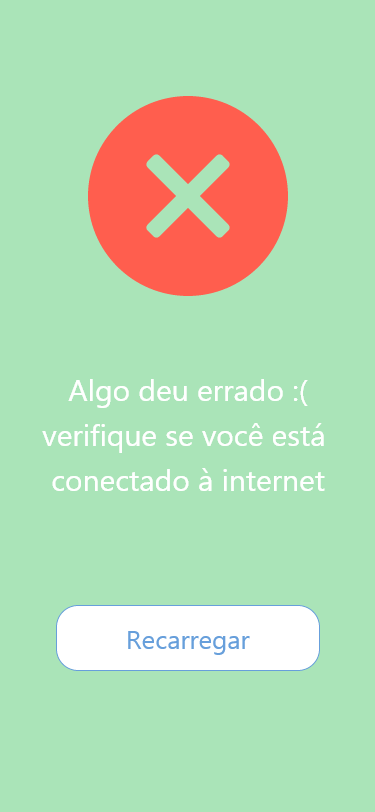 Algo deu errado :(
verifique se você está
conectado à internet
Recarregar